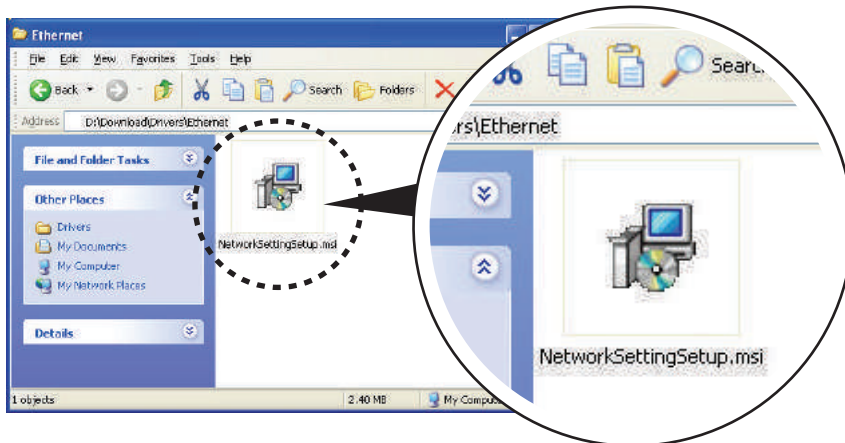 Ethernet
File Edit View Favorites Tools Help
Back Search Folders
Address D:\Download\Drivers\Ethernet
File and Folder Tasks
Other Places
Drivers
My Documents
My Computer
My Network Places
Details
NetworkSettingSetup.msi
1 objects 2.40 MB My Compute
Searc
rs\Ethernet
NetworkSettingSetup.msi